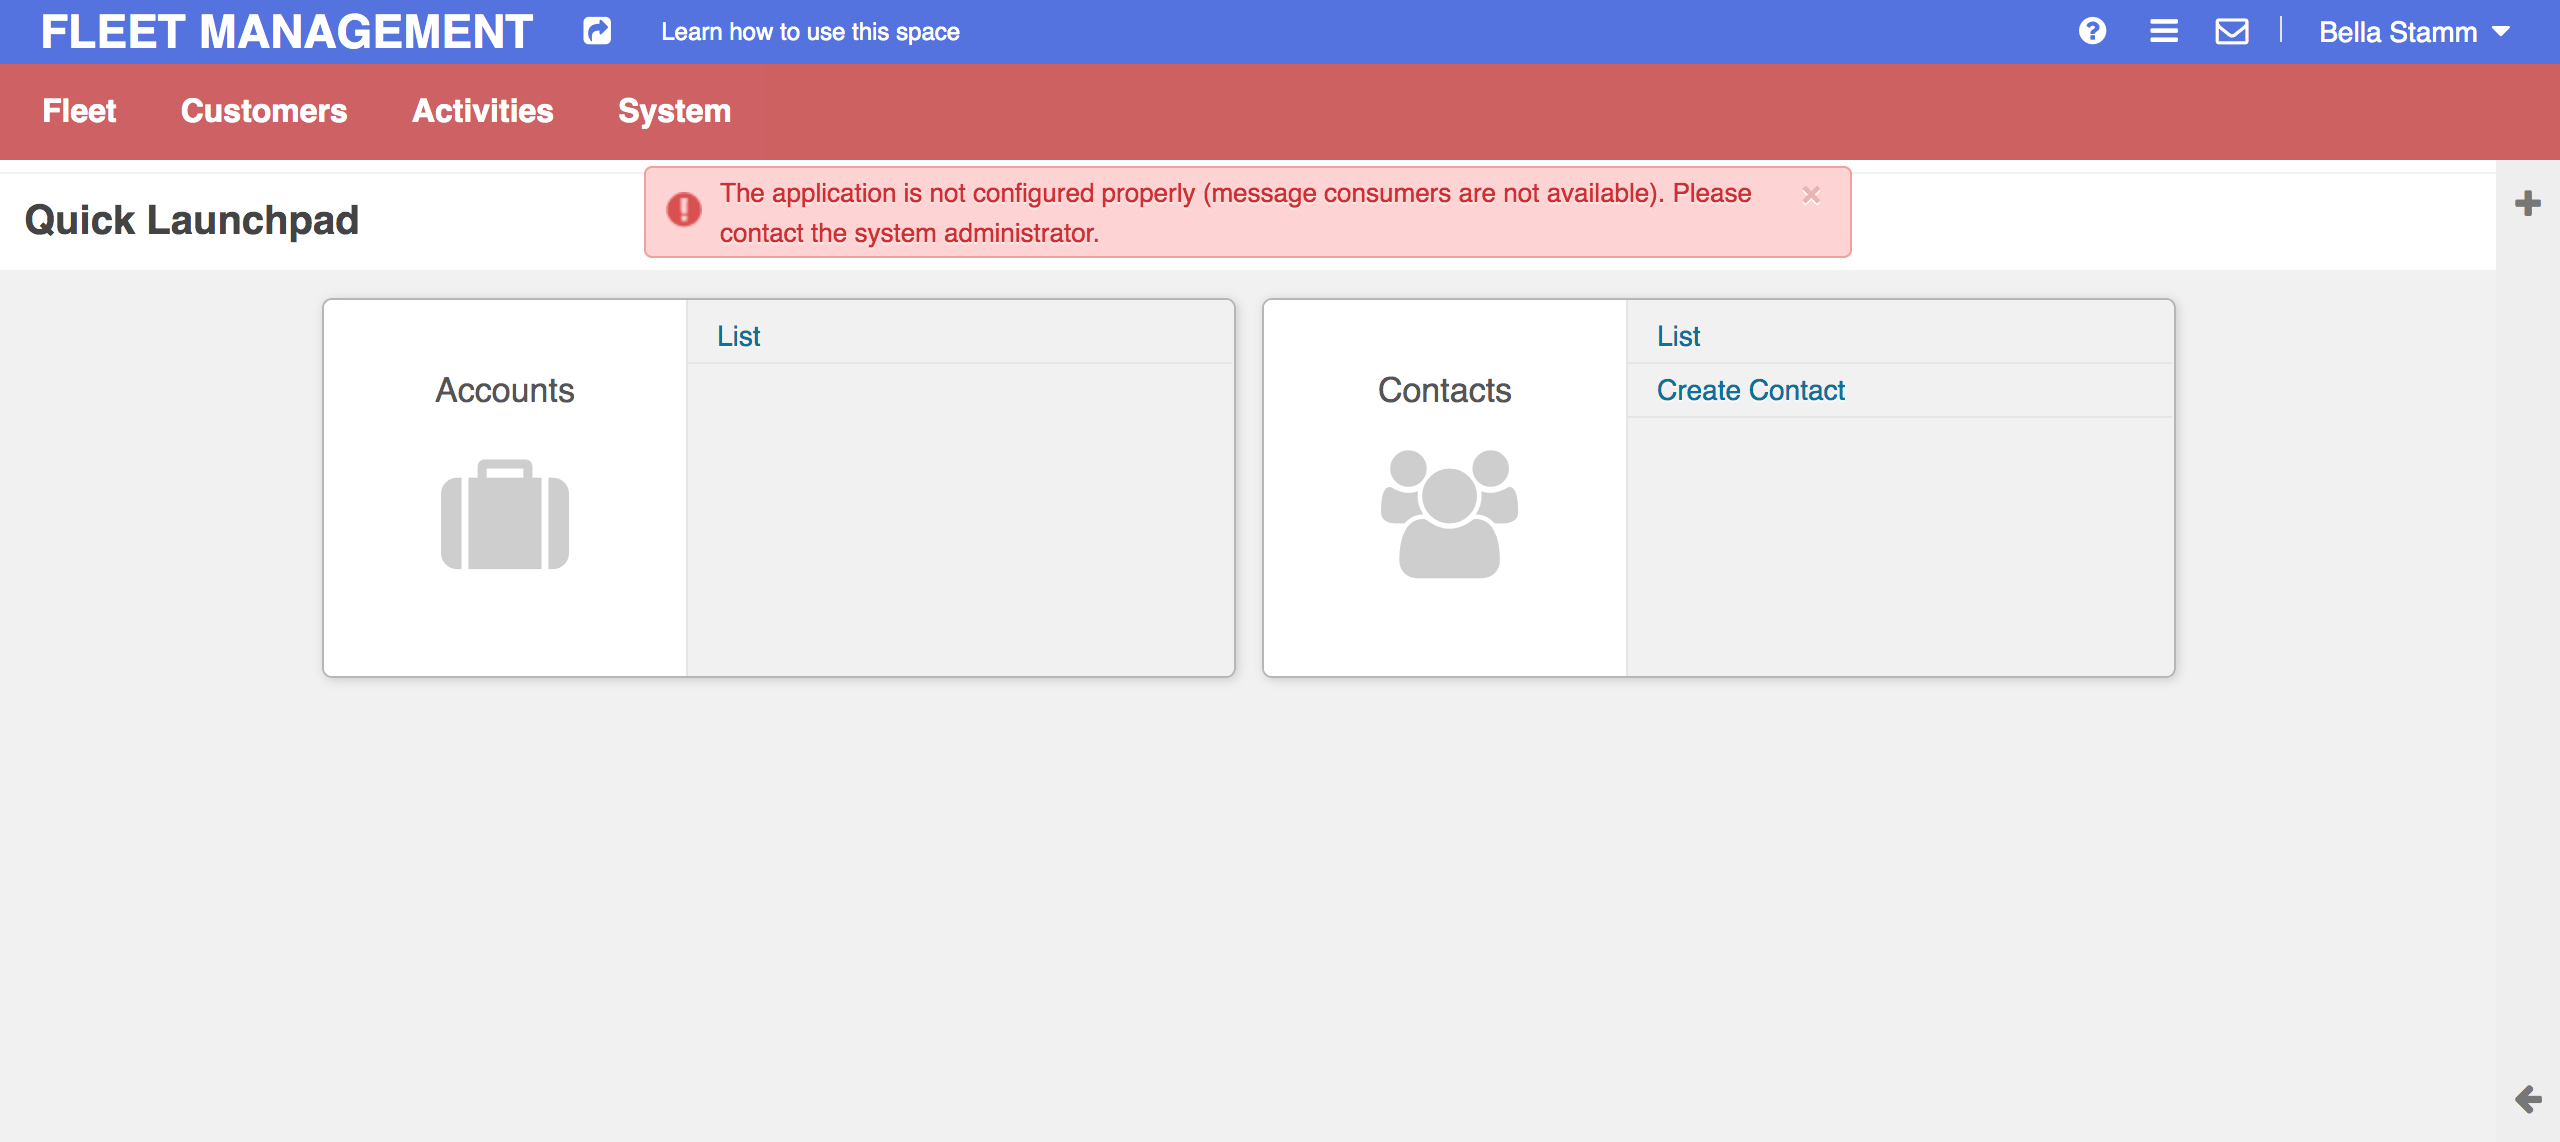 FLEET MANAGEMENT
Learn how to use this space
Bella Stamm
Fleet
Customers
Activities
System
Quick Launchpad
The application is not configured properly (message consumers are not available). Please
contact the system administrator.
Accounts
List
Contacts
List
Create Contact